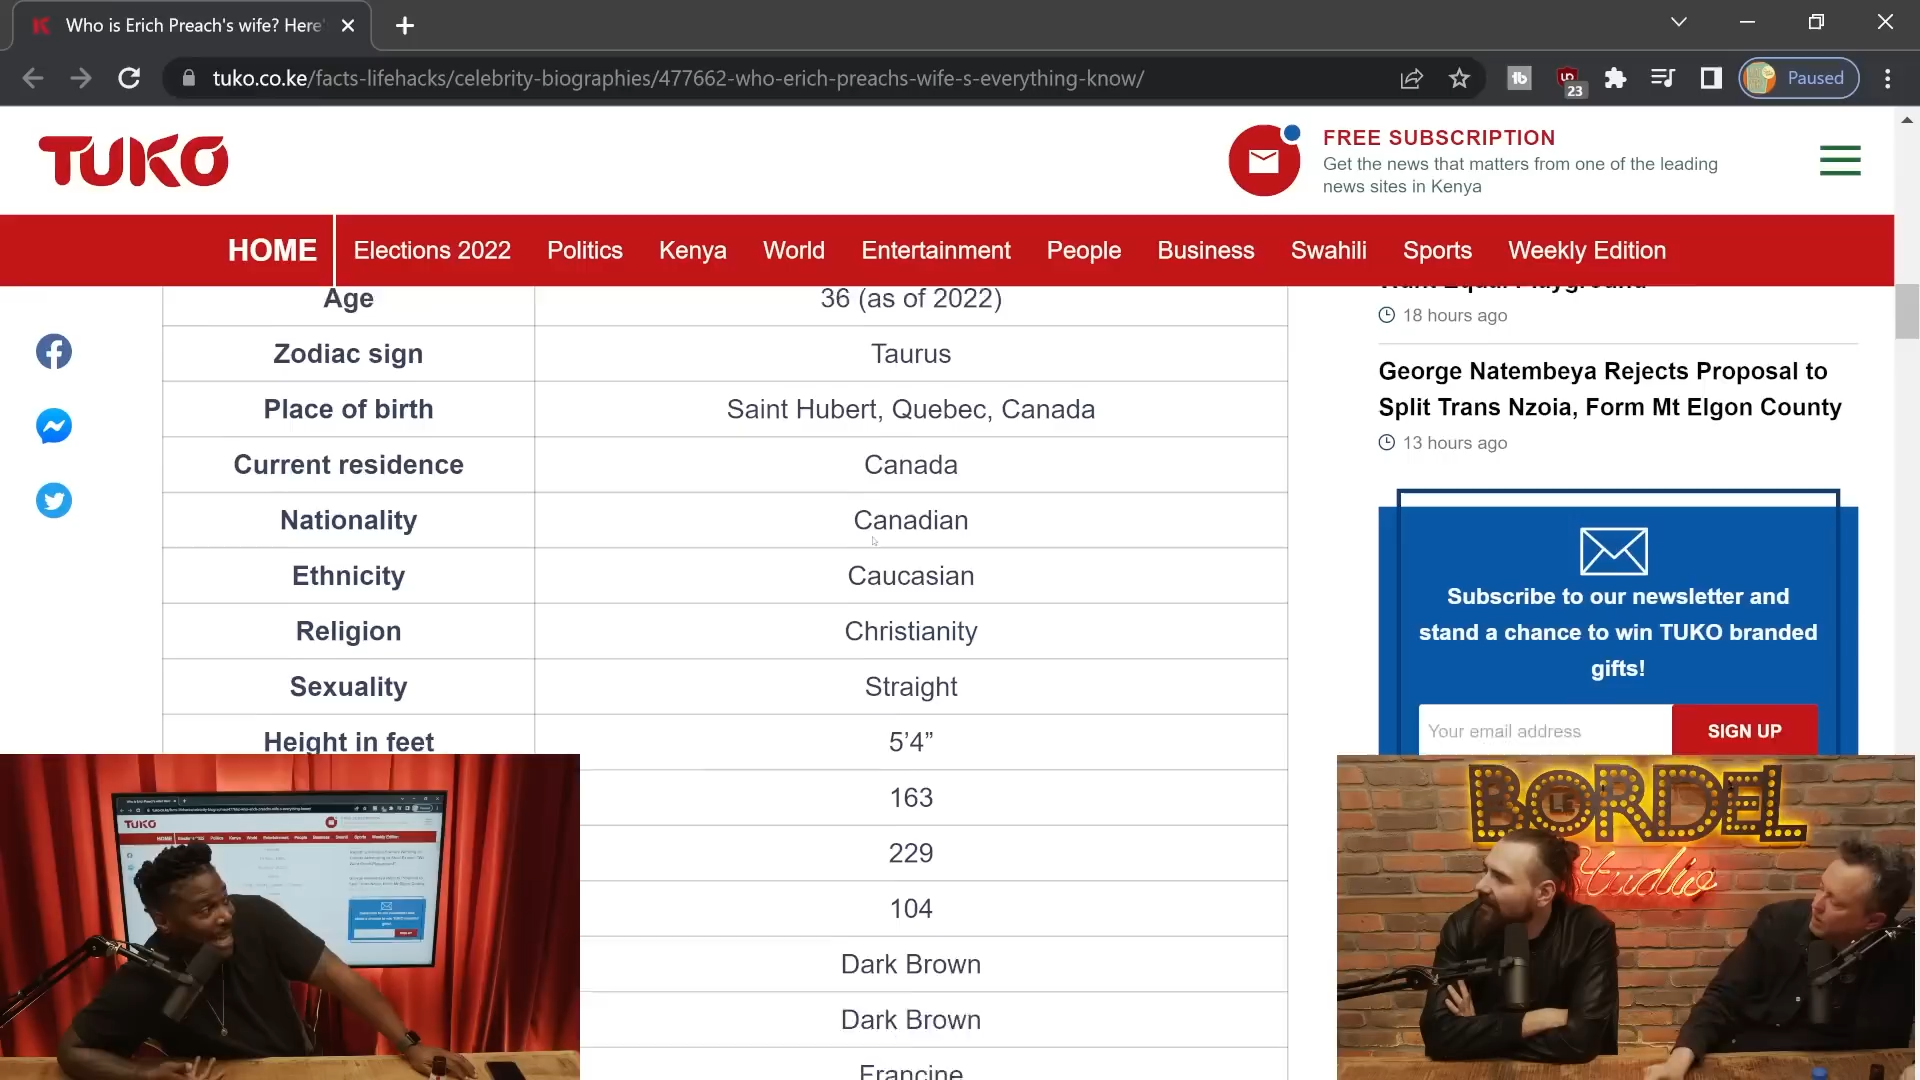 Who is Erich Preach's wife? Here'
tuko.co.ke/facts-lifehacks/celebrity-biographies/477662-who-erich-preachs-wife-s-everything-know/
23
Paused
TUKO
FREE SUBSCRIPTION
Get the news that matters from one of the leading
news sites in Kenya
HOME Elections 2022 Politics Kenya World Entertainment People Business Swahili Sports Weekly Edition
Age 36 (as of 2022)
Zodiac sign Taurus
Place of birth Saint Hubert, Quebec, Canada
Current residence Canada
Nationality Canadian
Ethnicity Caucasian
Religion Christianity
Sexuality Straight
Height in feet 5’4”
163
229
104
Dark Brown
Dark Brown
Francine
Want Equal Playground
18 hours ago
George Natembeya Rejects Proposal to
Split Trans Nzoia, Form Mt Elgon County
13 hours ago
Subscribe to our newsletter and
stand a chance to win TUKO branded
gifts!
Your email address SIGN UP
TUKO
LE
BORDEL
Studio